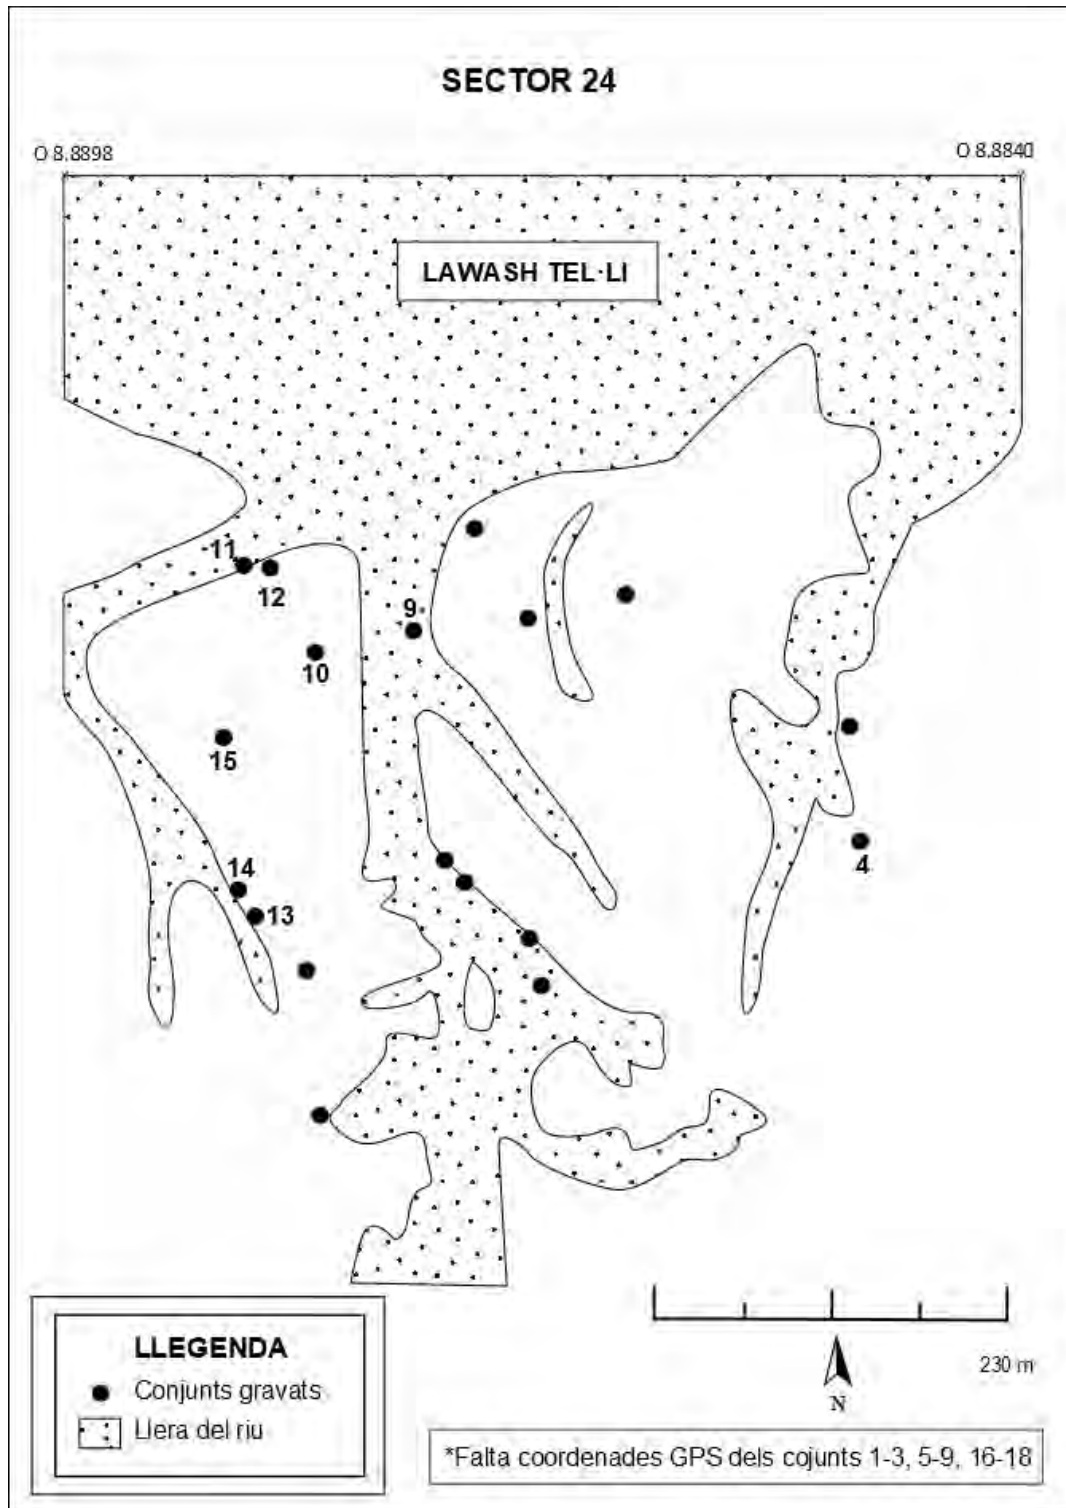 SECTOR 24
O 8.8898
O 8.8840
LAWASH TEL·LI
11
12
9
10
15
4
14
13
LLEGENDA
Conjunts gravats
Llera del riu
230 m
N
*Falta coordenades GPS dels cojunts 1-3, 5-9, 16-18